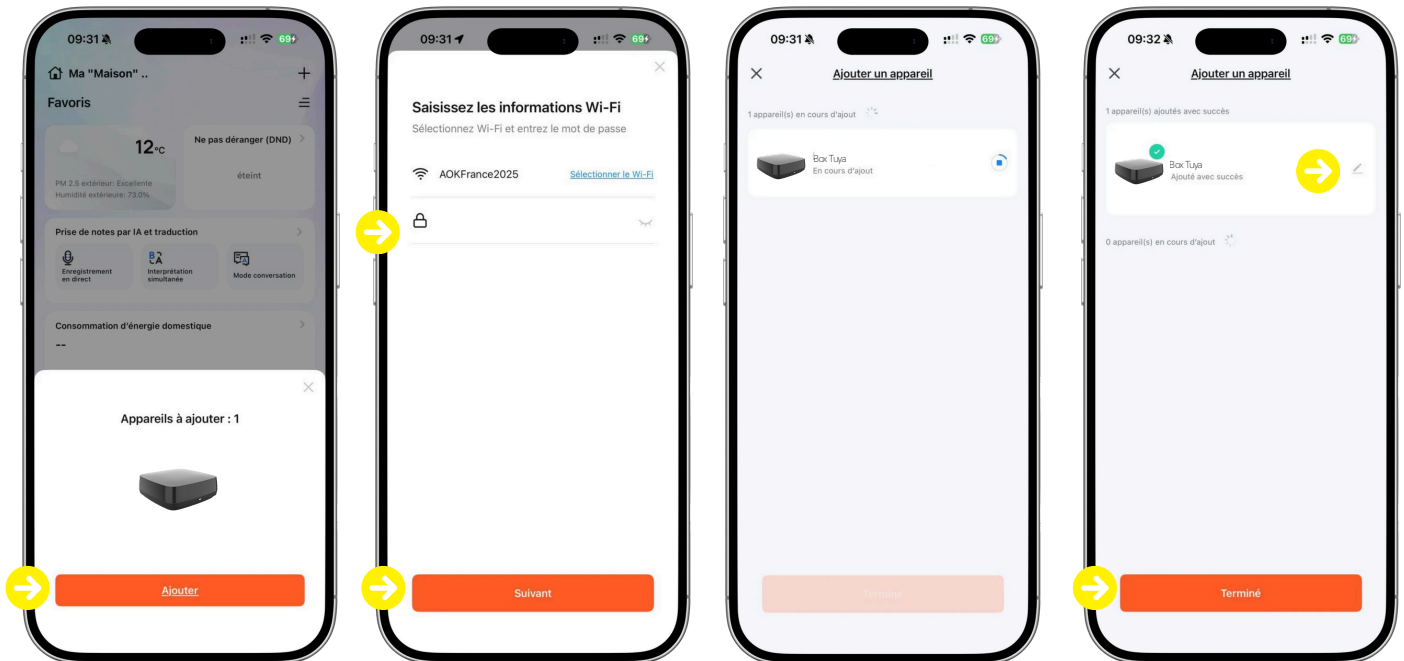 09:31
69
Ma "Maison" ..
Favoris
12°C
PM 2.5 extérieur: Excellente
Humidité extérieure: 73.0%
Ne pas déranger (DND)
éteint
Prise de notes par IA et traduction
Enregistrement
en direct
Interprétation
simultanée
Mode conversation
Consommation d'énergie domestique
--
Appareils à ajouter : 1
Ajouter
09:31
69
Saisissez les informations Wi-Fi
Sélectionnez Wi-Fi et entrez le mot de passe
AOKFrance2025
Sélectionner le Wi-Fi
Suivant
09:31
69
Ajouter un appareil
1 appareil(s) en cours d'ajout
Box Tuya
En cours d'ajout
Terminé
09:32
69
Ajouter un appareil
1 appareil(s) ajoutés avec succès
Box Tuya
Ajouté avec succès
0 appareil(s) en cours d'ajout
Terminé